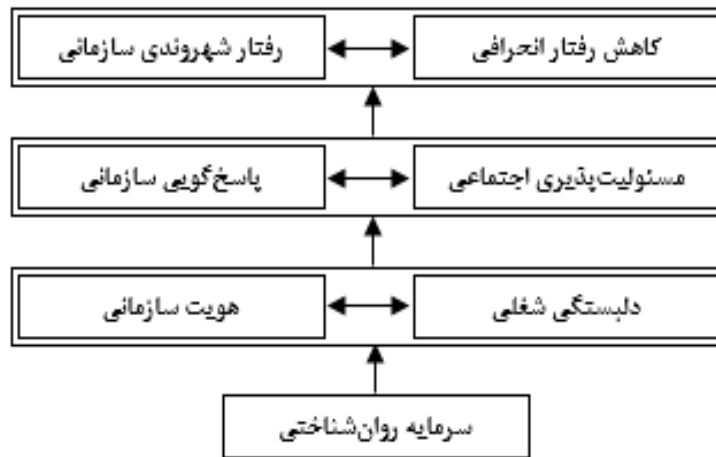 کاهش رفتار انحرافی
رفتار شهروندی سازمانی
مسئولیت‌پذیری اجتماعی
پاسخ‌گویی سازمانی
دلبستگی شغلی
هویت سازمانی
سرمایه روان‌شناختی